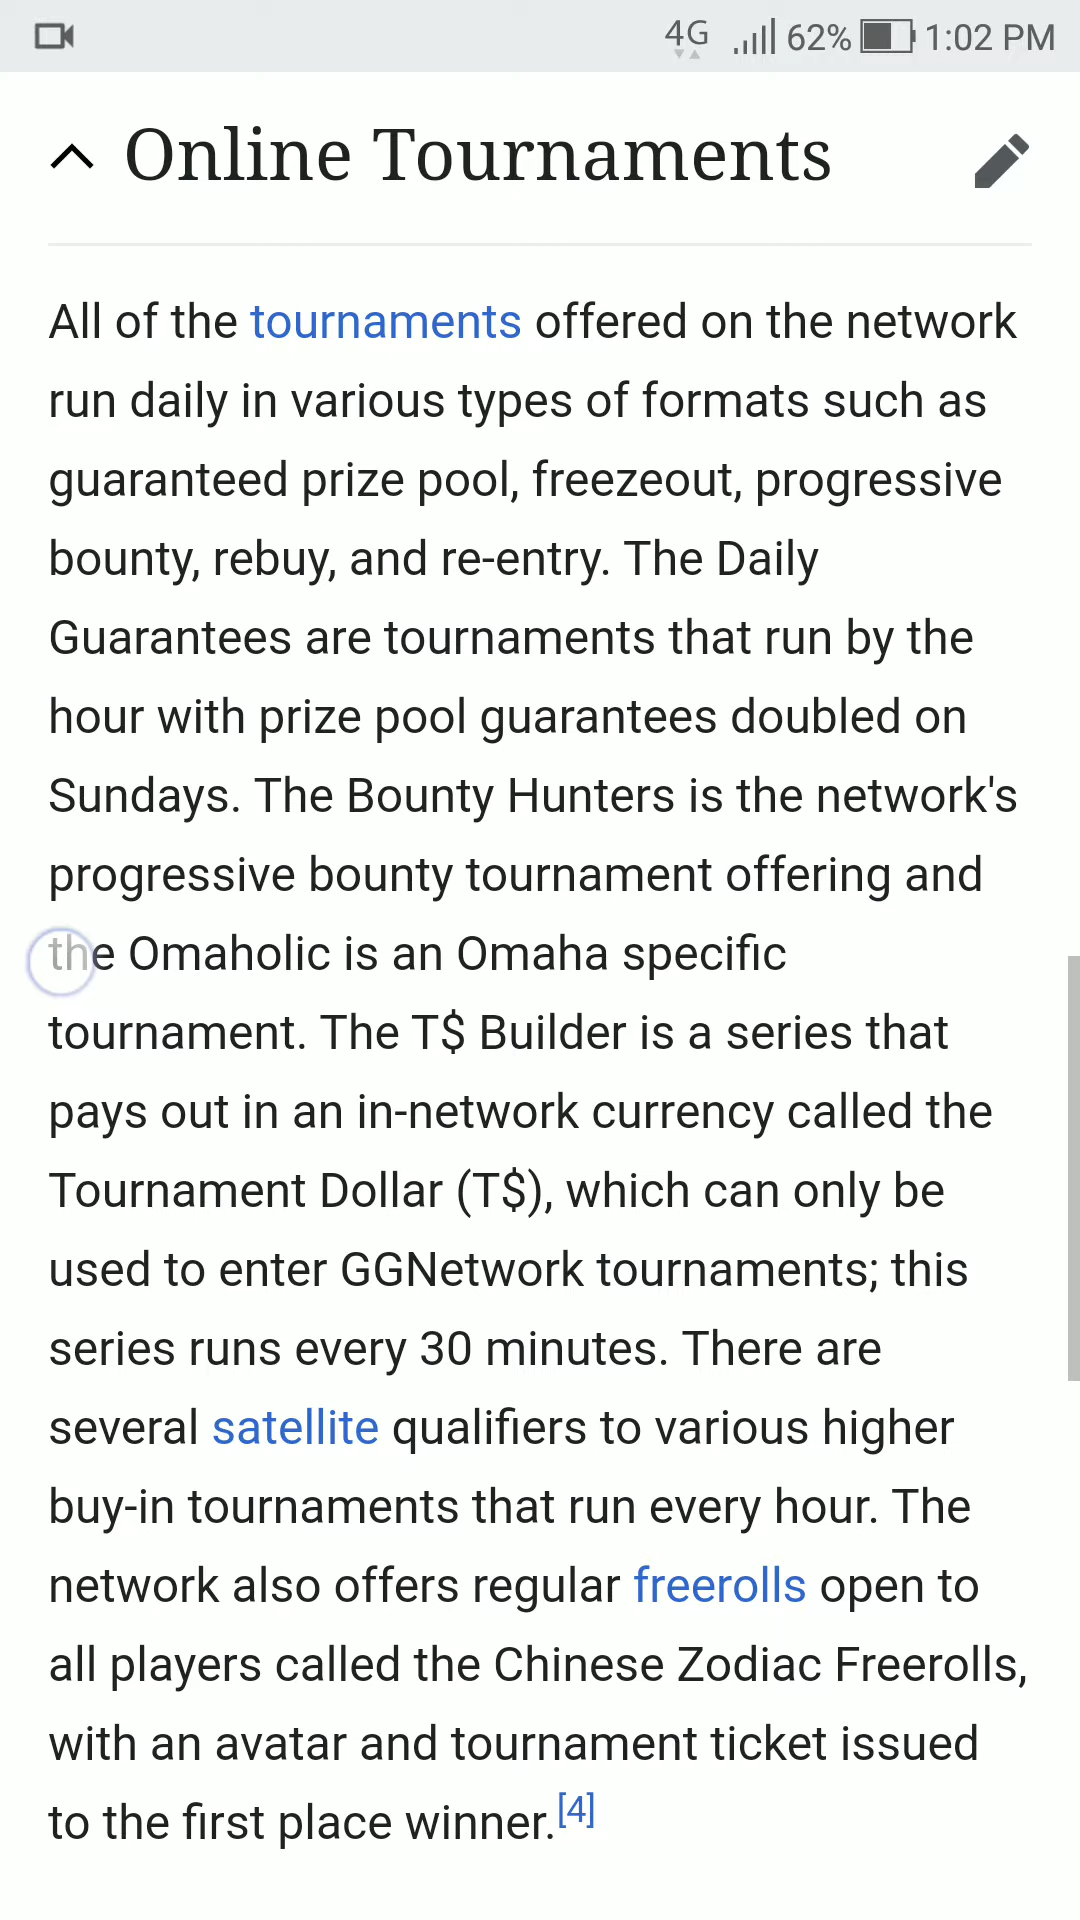 4G 62% 1:02 PM
Online Tournaments
All of the tournaments offered on the network
run daily in various types of formats such as
guaranteed prize pool, freezeout, progressive
bounty, rebuy, and re-entry. The Daily
Guarantees are tournaments that run by the
hour with prize pool guarantees doubled on
Sundays. The Bounty Hunters is the network's
progressive bounty tournament offering and
the Omaholic is an Omaha specific
tournament. The T$ Builder is a series that
pays out in an in-network currency called the
Tournament Dollar (T$), which can only be
used to enter GGNetwork tournaments; this
series runs every 30 minutes. There are
several satellite qualifiers to various higher
buy-in tournaments that run every hour. The
network also offers regular freerolls open to
all players called the Chinese Zodiac Freerolls,
with an avatar and tournament ticket issued
to the first place winner.[4]